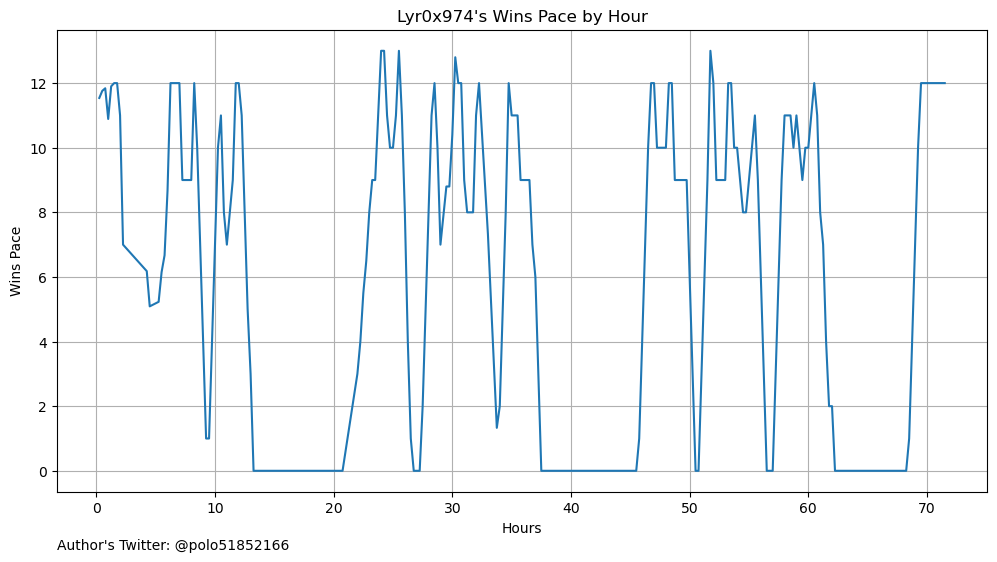 Lyr0x974's Wins Pace by Hour
12
10
8
6
4
2
0
Wins Pace
0 10 20 30 40 50 60 70
Hours
Author's Twitter: @polo51852166